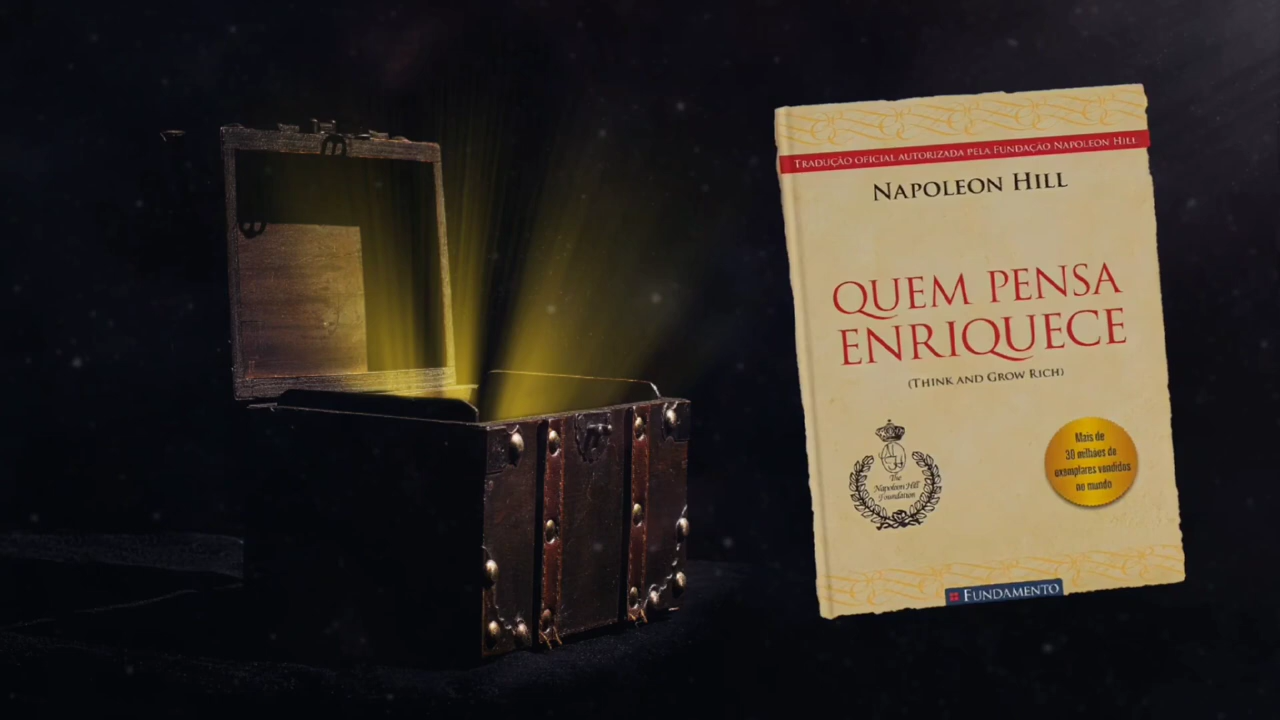 TRADUÇÃO OFICIAL AUTORIZADA PELA FUNDAÇÃO NAPOLEON HILL
NAPOLEON HILL
QUEM PENSA
ENRIQUECE
(THINK AND GROW RICH)
The
Napoleon Hill
Foundation
Mais de
30 milhões de
exemplares vendidos
no mundo
FUNDAMENTO